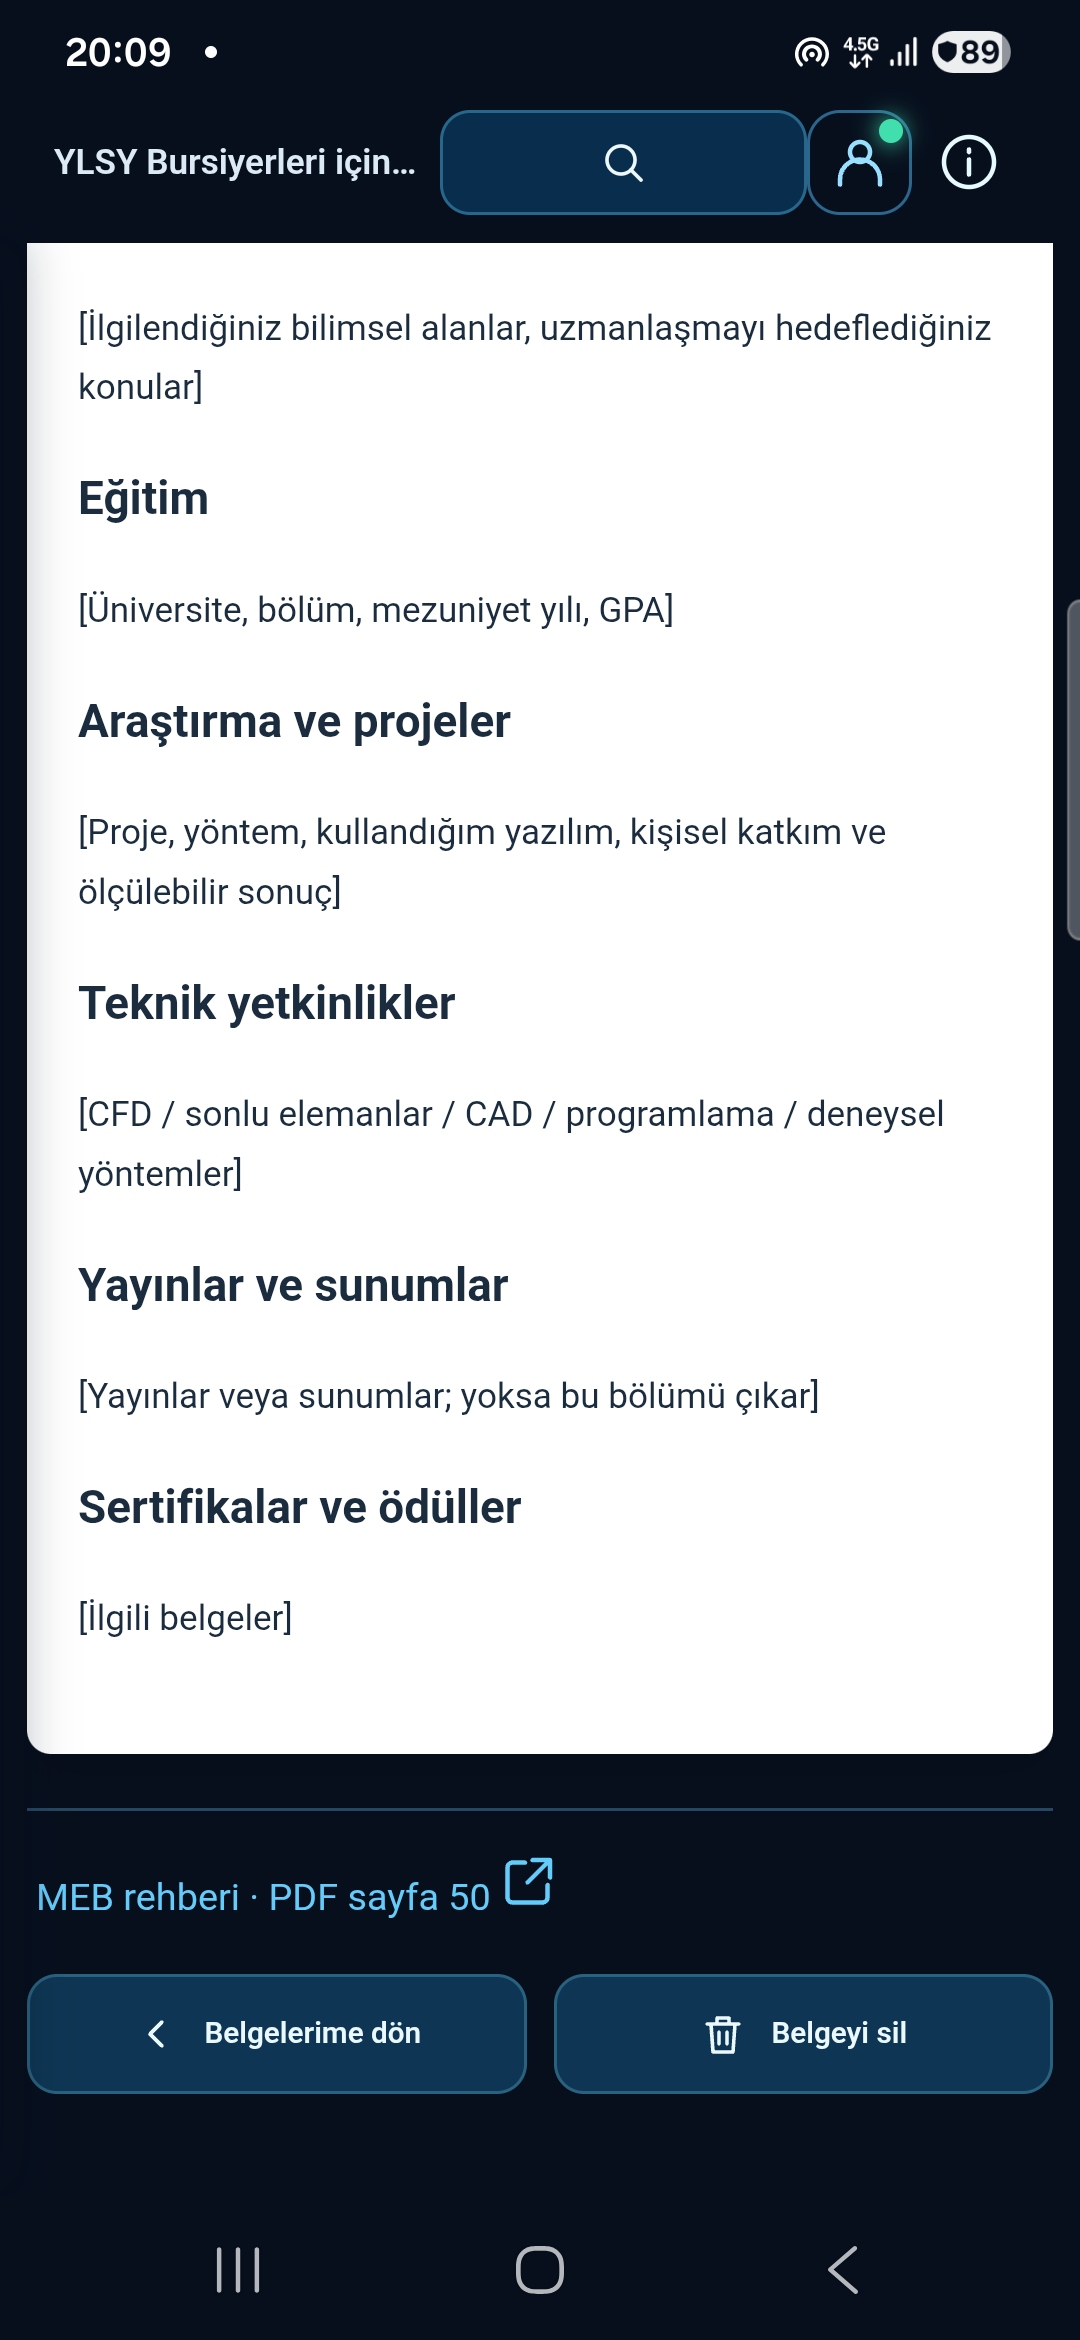 20:09
4.5G
89
YLSY Bursiyerleri için...
[İlgilendiğiniz bilimsel alanlar, uzmanlaşmayı hedeflediğiniz
konular]
Eğitim
[Üniversite, bölüm, mezuniyet yılı, GPA]
Araştırma ve projeler
[Proje, yöntem, kullandığım yazılım, kişisel katkım ve
ölçülebilir sonuç]
Teknik yetkinlikler
[CFD / sonlu elemanlar / CAD / programlama / deneysel
yöntemler]
Yayınlar ve sunumlar
[Yayınlar veya sunumlar; yoksa bu bölümü çıkar]
Sertifikalar ve ödüller
[İlgili belgeler]
MEB rehberi · PDF sayfa 50
Belgelerime dön
Belgeyi sil